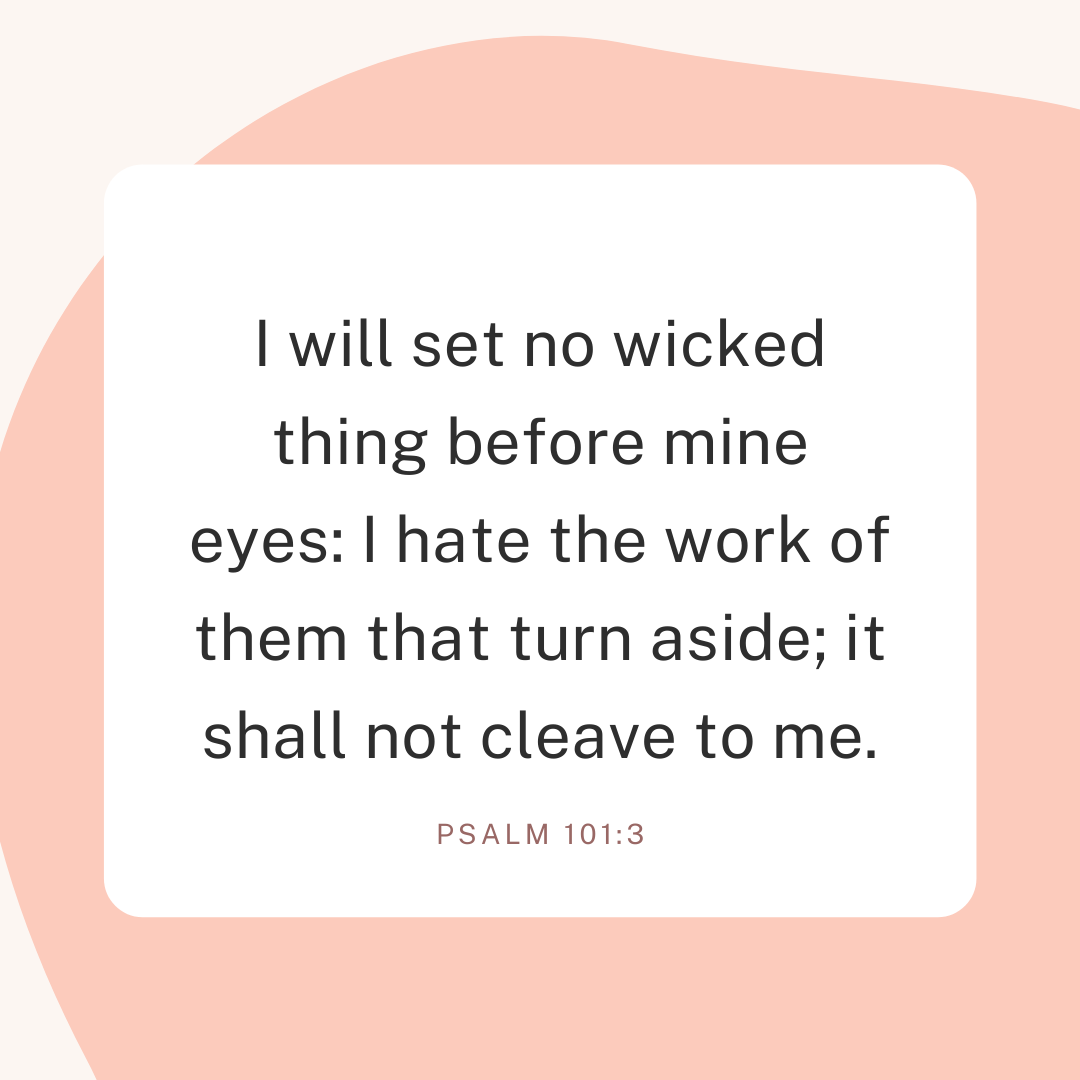 I will set no wicked
thing before mine
eyes: I hate the work of
them that turn aside; it
shall not cleave to me.
PSALM 101:3